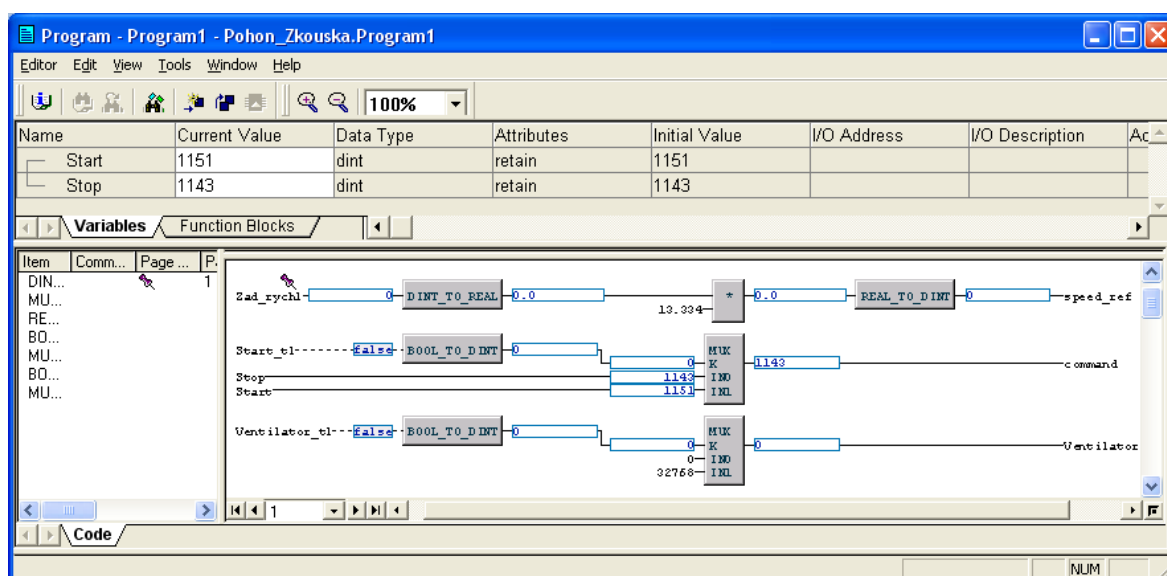 Program - Program1 - Pohon_Zkouska.Program1
Editor Edit View Tools Window Help
100%
Name Current Value Data Type Attributes Initial Value I/O Address I/O Description Ac
Start 1151 dint retain 1151
Stop 1143 dint retain 1143
Variables Function Blocks
Item Comm... Page ... P.
DIN... 1
MU...
RE...
BO...
MU...
BO...
MU...
Zad_rychl 0 DINT_TO_REAL 0.0 * 0.0 REAL_TO_DINT 0 speed_ref
13.334
Start_tl false BOOL_TO_DINT 0 MUX
0 K 1143 command
Stop 1143 IN0
Start 1151 IN1
Ventilator_tl false BOOL_TO_DINT 0 MUX
0 K 0 Ventilator
0 IN0
32768 IN1
1
Code
NUM